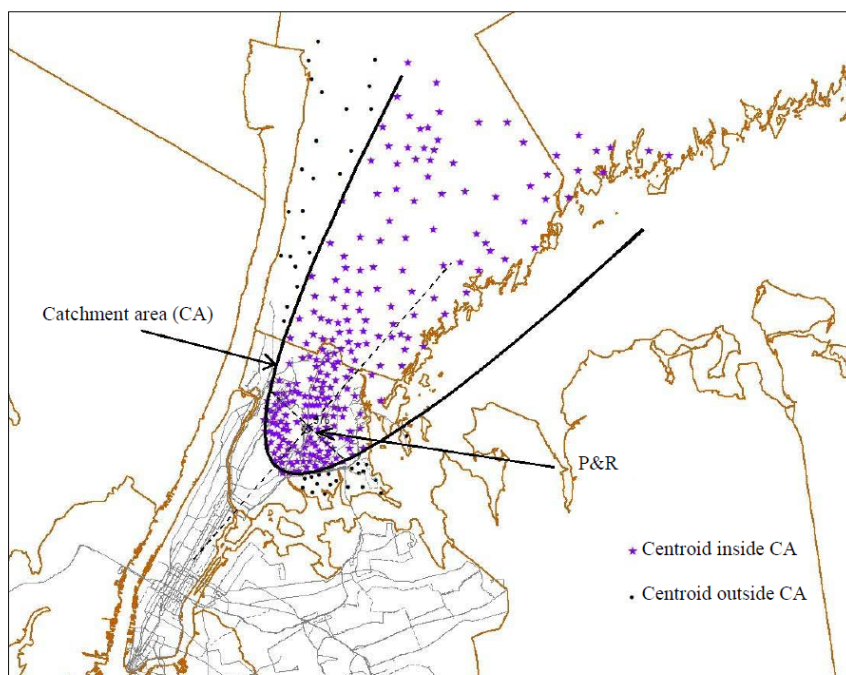 Catchment area (CA)
P&R
Centroid inside CA
Centroid outside CA